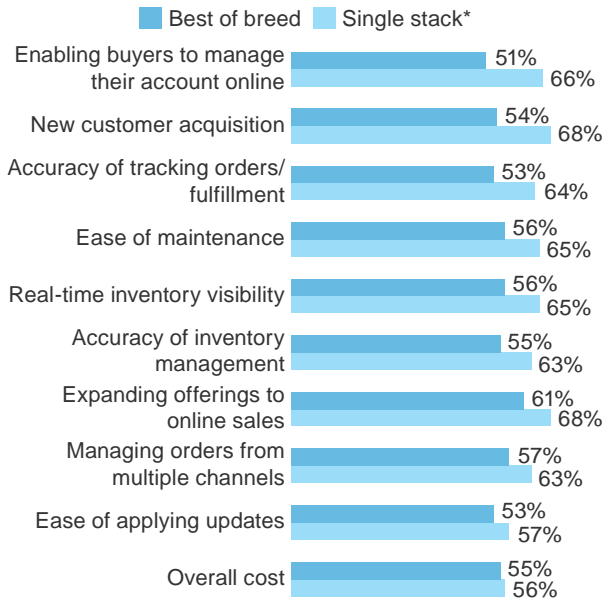 Best of breed Single stack*
Enabling buyers to manage
their account online
51%
66%
New customer acquisition
54%
68%
Accuracy of tracking orders/
fulfillment
53%
64%
Ease of maintenance
56%
65%
Real-time inventory visibility
56%
65%
Accuracy of inventory
management
55%
63%
Expanding offerings to
online sales
61%
68%
Managing orders from
multiple channels
57%
63%
Ease of applying updates
53%
57%
Overall cost
55%
56%